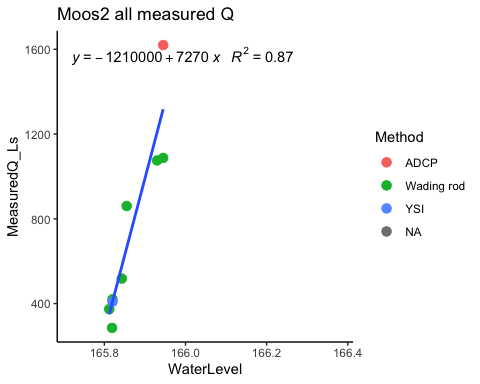 Moos2 all measured Q
y = − 1210000 + 7270 x   R² = 0.87
MeasuredQ_Ls
1600
1200
800
400
165.8 166.0 166.2 166.4
WaterLevel
Method
ADCP
Wading rod
YSI
NA